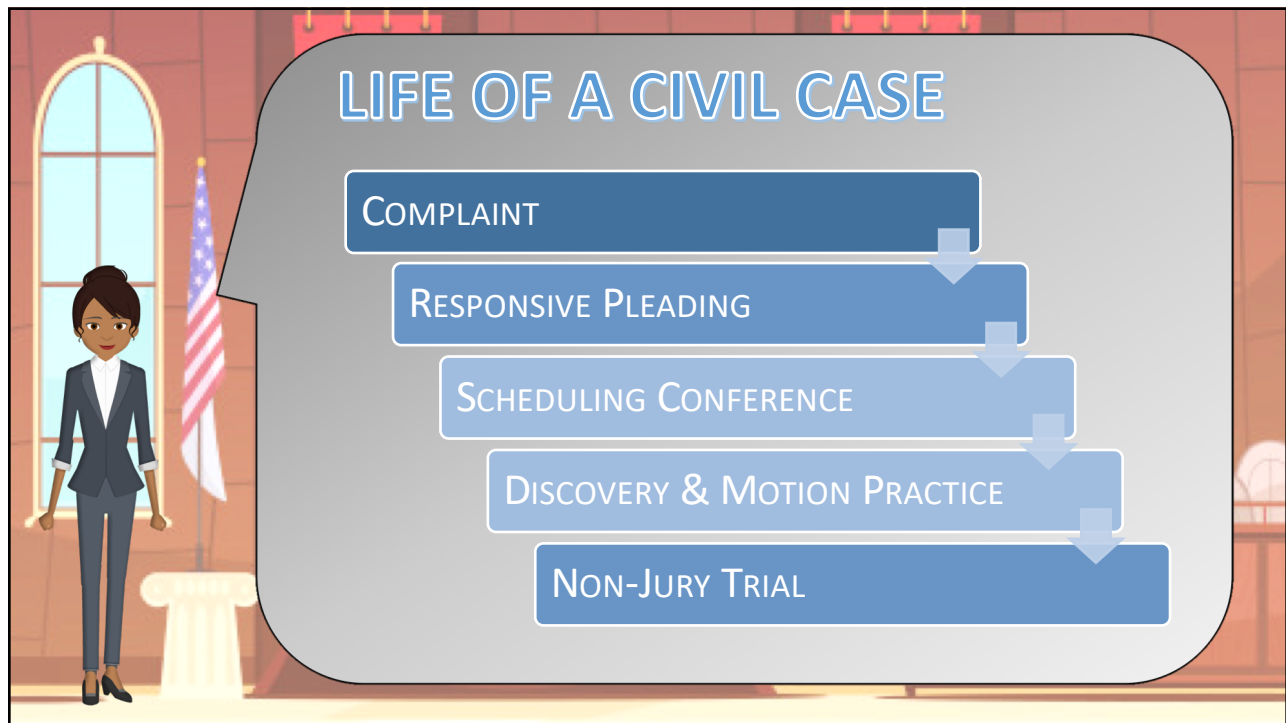 LIFE OF A CIVIL CASE
COMPLAINT
RESPONSIVE PLEADING
SCHEDULING CONFERENCE
DISCOVERY & MOTION PRACTICE
NON-JURY TRIAL